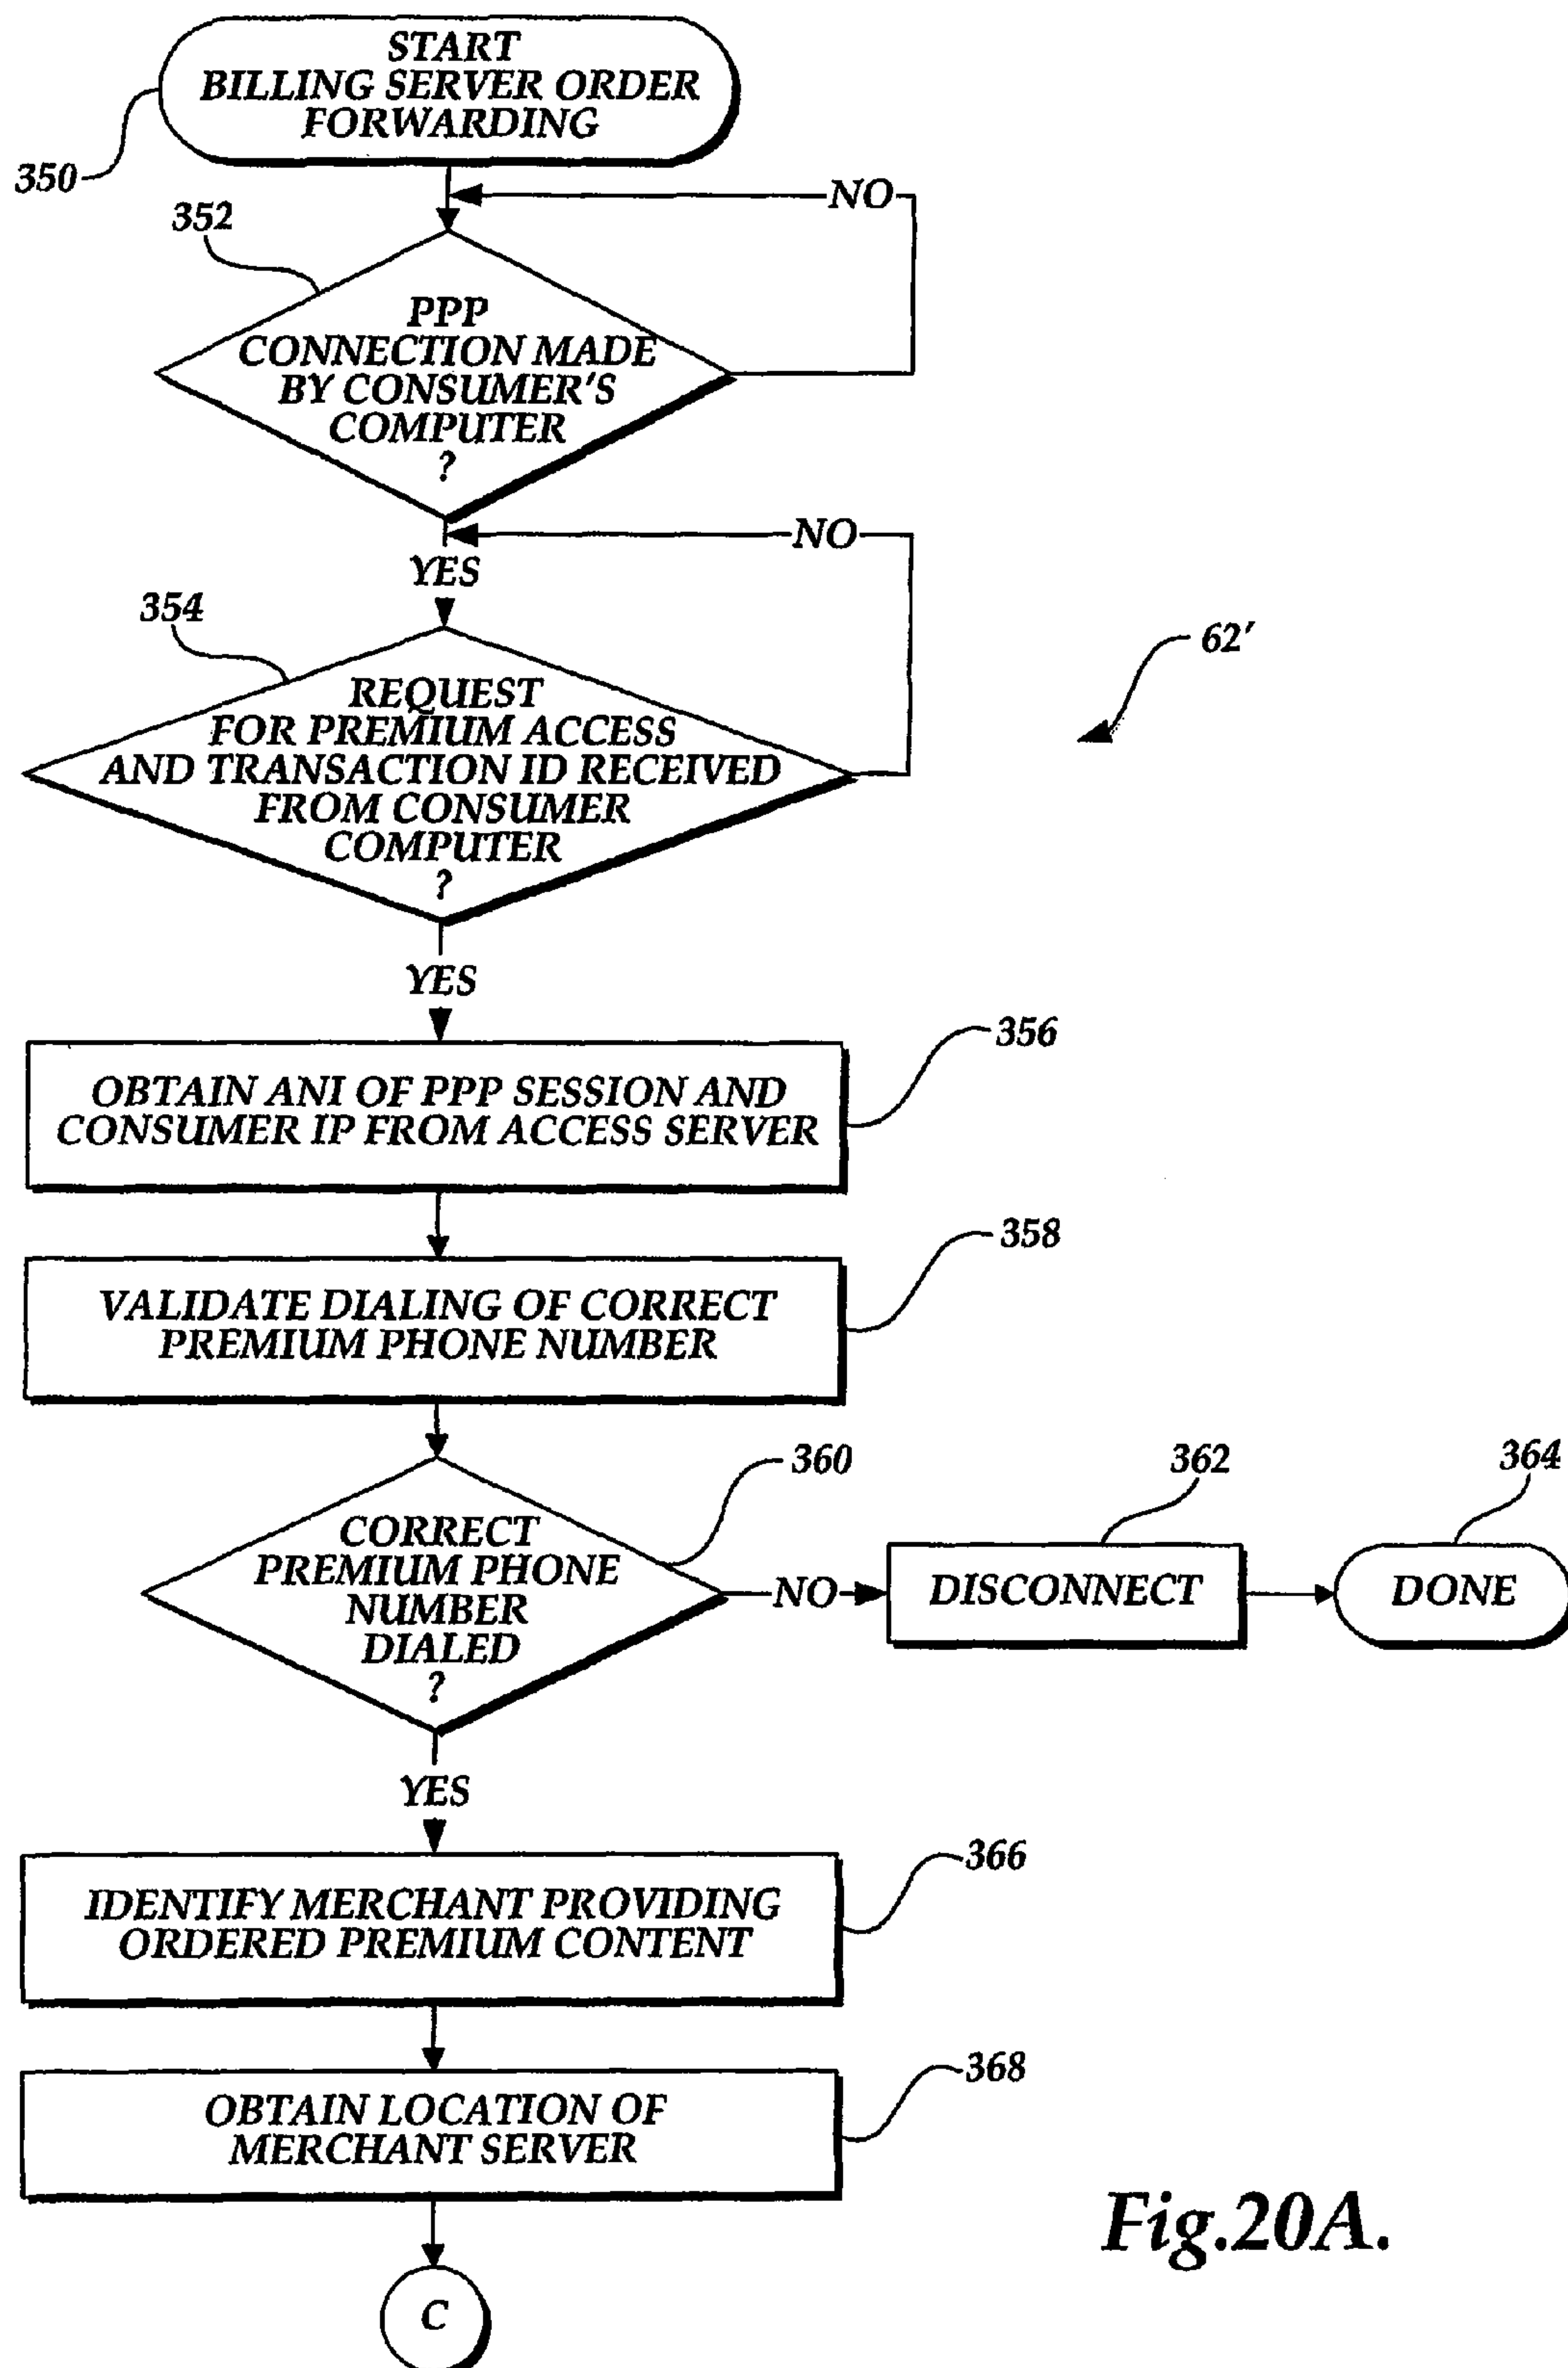 START
BILLING SERVER ORDER
FORWARDING
350
NO
352
PPP
CONNECTION MADE
BY CONSUMER'S
COMPUTER
?
NO
YES
354
62'
REQUEST
FOR PREMIUM ACCESS
AND TRANSACTION ID RECEIVED
FROM CONSUMER
COMPUTER
?
YES
356
OBTAIN ANI OF PPP SESSION AND
CONSUMER IP FROM ACCESS SERVER
358
VALIDATE DIALING OF CORRECT
PREMIUM PHONE NUMBER
360
362
364
CORRECT
PREMIUM PHONE
NUMBER
DIALED
?
NO
DISCONNECT
DONE
YES
366
IDENTIFY MERCHANT PROVIDING
ORDERED PREMIUM CONTENT
368
OBTAIN LOCATION OF
MERCHANT SERVER
Fig.20A.
C